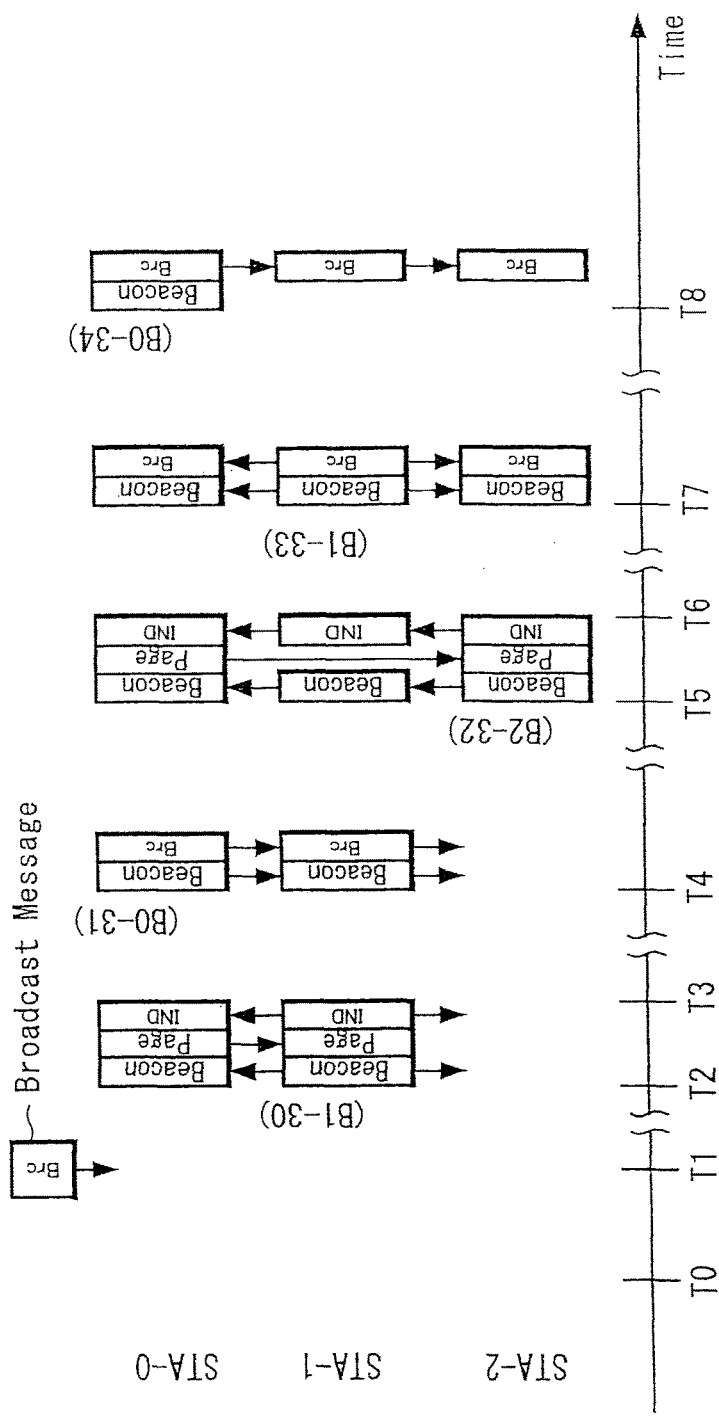 Broadcast Message
Brc
STA-0
STA-1
STA-2
(B1-30)
Beacon
Page
IND
Beacon
Page
IND
(B0-31)
Beacon
Brc
Beacon
Brc
(B2-32)
Beacon
Page
IND
Beacon
IND
Beacon
Page
IND
(B1-33)
Beacon
Brc
Beacon
Brc
Beacon
Brc
(B0-34)
Beacon
Brc
Brc
Brc
T0
T1
T2
T3
T4
T5
T6
T7
T8
Time